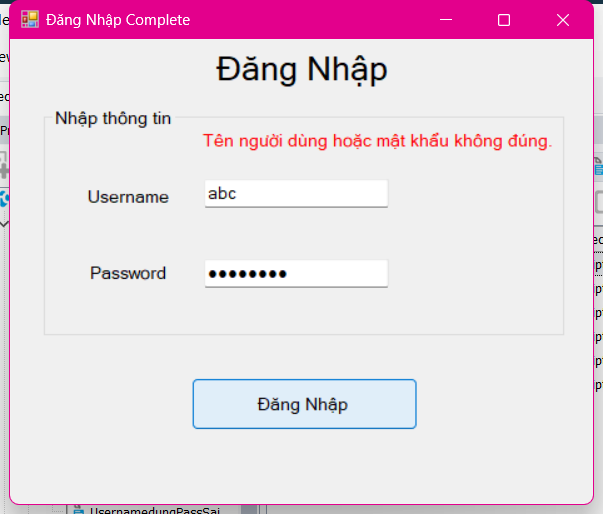 Đăng Nhập Complete
Đăng Nhập
Nhập thông tin
Tên người dùng hoặc mật khẩu không đúng.
Username
abc
Password
••••••••
Đăng Nhập
UsernamedungPassSai